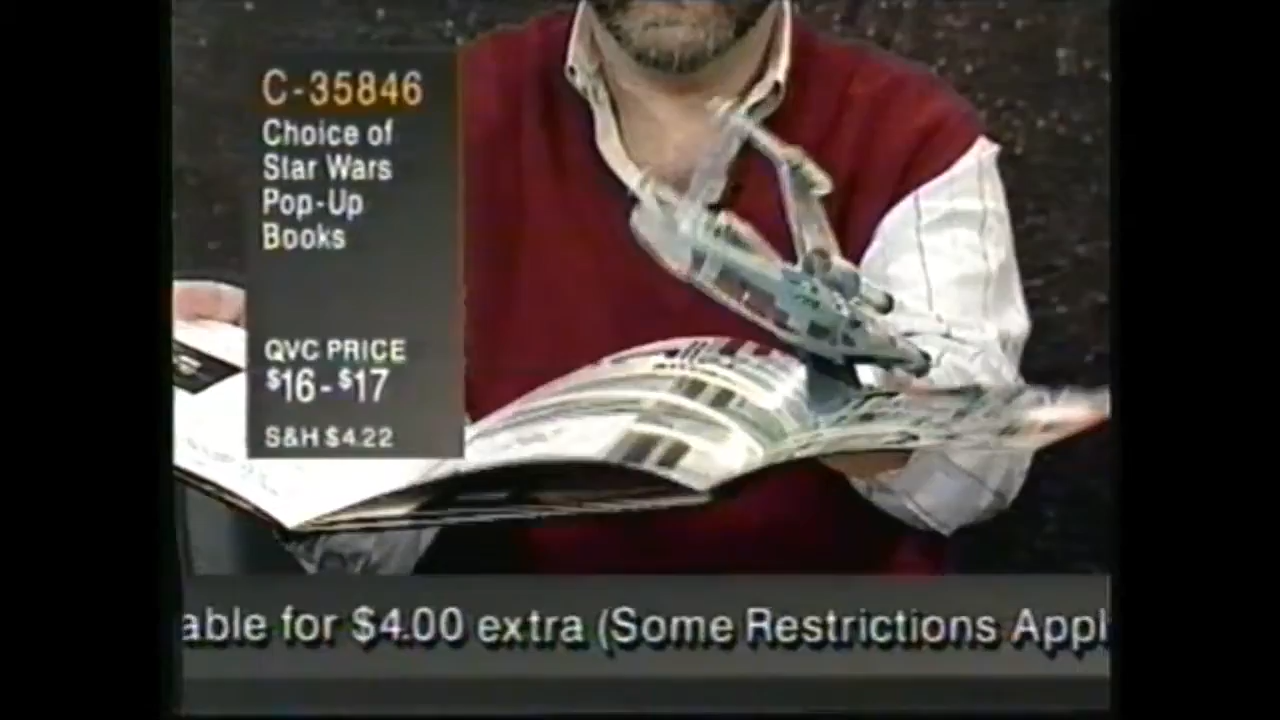 C-35846
Choice of
Star Wars
Pop-Up
Books
QVC PRICE
$16-$17
S&H $4.22
able for $4.00 extra (Some Restrictions Appl